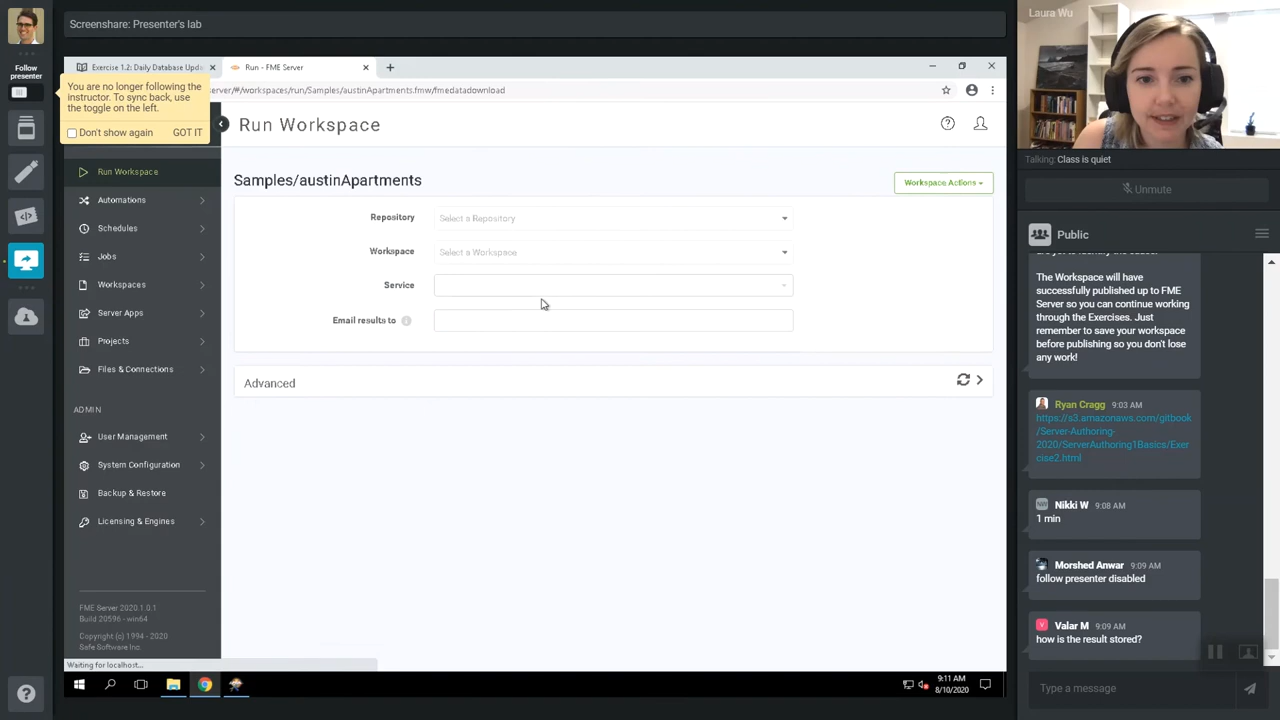 Screenshare: Presenter's lab
Follow
presenter
You are no longer following the
instructor. To sync back, use
the toggle on the left.
Don't show again
GOT IT
Exercise 1.2: Daily Database Upd
Run - FME Server
erver/#/workspaces/run/Samples/austinApartments.fmw/fmedatadownload
Run Workspace
Automations
Schedules
Jobs
Workspaces
Server Apps
Projects
Files & Connections
ADMIN
User Management
System Configuration
Backup & Restore
Licensing & Engines
FME Server 2020.1.0.1
Build 20596 - win64
Copyright (c) 1994 - 2020
Safe Software Inc.
Waiting for localhost...
Run Workspace
Samples/austinApartments
Workspace Actions
Repository
Select a Repository
Workspace
Select a Workspace
Service
Email results to
Advanced
9:11 AM
8/10/2020
Laura Wu
Talking: Class is quiet
Unmute
Public
The Workspace will have
successfully published up to FME
Server so you can continue working
through the Exercises. Just
remember to save your workspace
before publishing so you don't lose
any work!
Ryan Cragg 9:03 AM
https://s3.amazonaws.com/gitbook
/Server-Authoring-
2020/ServerAuthoring1Basics/Exer
cise2.html
NW
Nikki W 9:08 AM
1 min
Morshed Anwar 9:09 AM
follow presenter disabled
V
Valar M 9:09 AM
how is the result stored?
Type a message